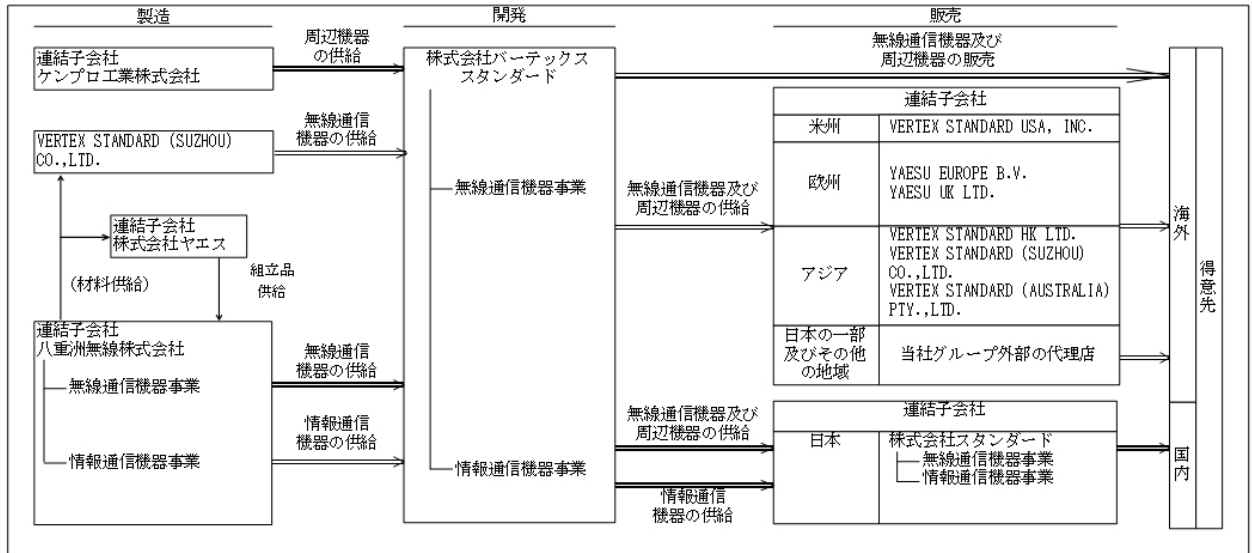 製造
開発
販売
連結子会社
ケンプロ工業株式会社
周辺機器
の供給
株式会社バーテックス
スタンダード
無線通信機器及び
周辺機器の販売
VERTEX STANDARD (SUZHOU)
CO.,LTD.
無線通信
機器の供給
連結子会社
米州
VERTEX STANDARD USA, INC.
無線通信機器事業
無線通信機器及び
周辺機器の供給
欧州
YAESU EUROPE B.V.
YAESU UK LTD.
連結子会社
株式会社ヤエス
(材料供給)
組立品
供給
アジア
VERTEX STANDARD HK LTD.
VERTEX STANDARD (SUZHOU)
CO.,LTD.
VERTEX STANDARD (AUSTRALIA)
PTY.,LTD.
海外
得意先
連結子会社
八重洲無線株式会社
無線通信機器事業
情報通信機器事業
無線通信
機器の供給
情報通信
機器の供給
日本の一部
及びその他
の地域
当社グループ外部の代理店
情報通信機器事業
無線通信機器及び
周辺機器の供給
情報通信
機器の供給
連結子会社
日本
株式会社スタンダード
無線通信機器事業
情報通信機器事業
国内